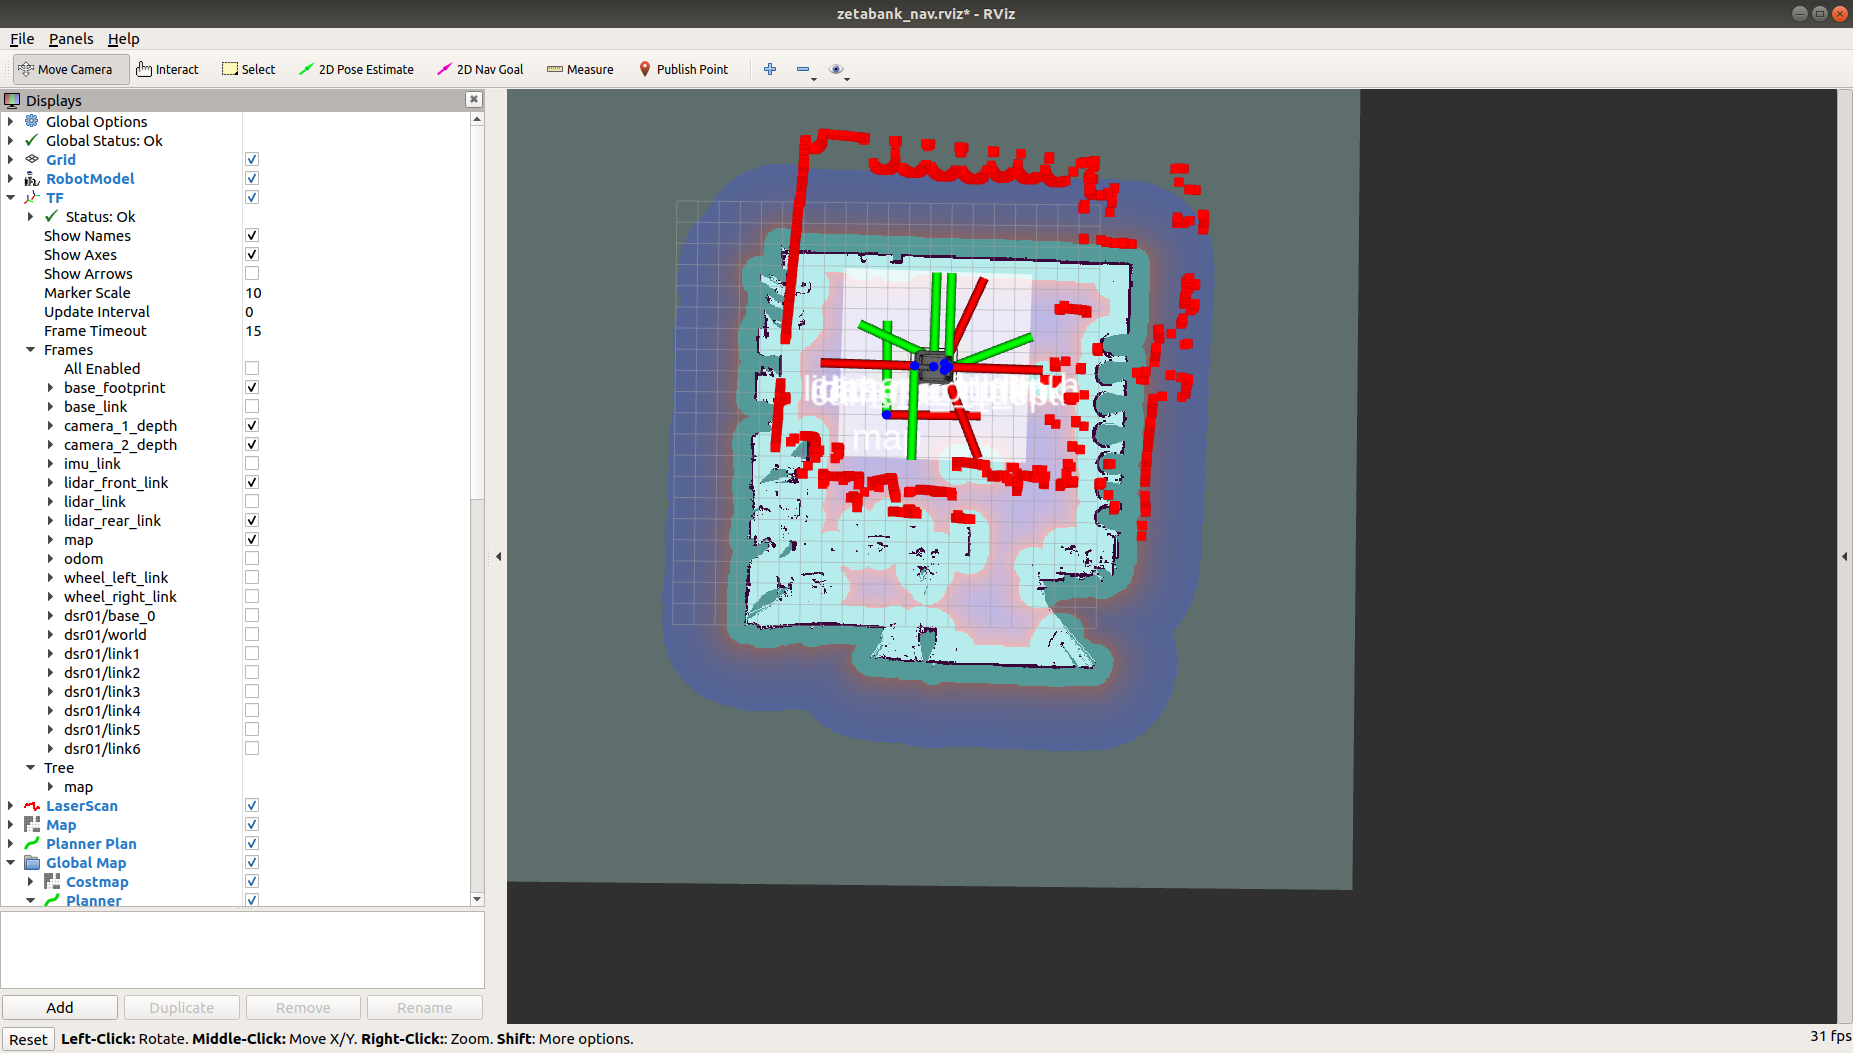 zetabank_nav.rviz* - RViz
File Panels Help
Move Camera Interact Select 2D Pose Estimate 2D Nav Goal Measure Publish Point
Displays
Global Options
Global Status: Ok
Grid
RobotModel
TF
Status: Ok
Show Names
Show Axes
Show Arrows
Marker Scale 10
Update Interval 0
Frame Timeout 15
Frames
All Enabled
base_footprint
base_link
camera_1_depth
camera_2_depth
imu_link
lidar_front_link
lidar_link
lidar_rear_link
map
odom
wheel_left_link
wheel_right_link
dsr01/base_0
dsr01/world
dsr01/link1
dsr01/link2
dsr01/link3
dsr01/link4
dsr01/link5
dsr01/link6
Tree
map
LaserScan
Map
Planner Plan
Global Map
Costmap
Planner
map
Add Duplicate Remove Rename
Reset Left-Click: Rotate. Middle-Click: Move X/Y. Right-Click:: Zoom. Shift: More options. 31 fps